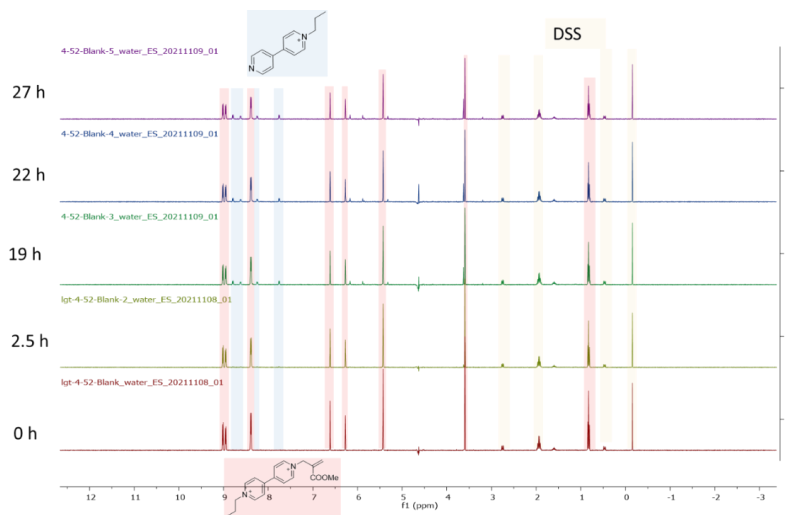 N
N
+
DSS
4-52-Blank-5_water_ES_20211109_01
27 h
4-52-Blank-4_water_ES_20211109_01
22 h
4-52-Blank-3_water_ES_20211109_01
19 h
lgt-4-52-Blank-2_water_ES_20211108_01
2.5 h
lgt-4-52-Blank_water_ES_20211108_01
0 h
N
+
N
+
COOMe
12 11 10 9 8 7 6 5 4 3 2 1 0 -1 -2 -3
f1 (ppm)